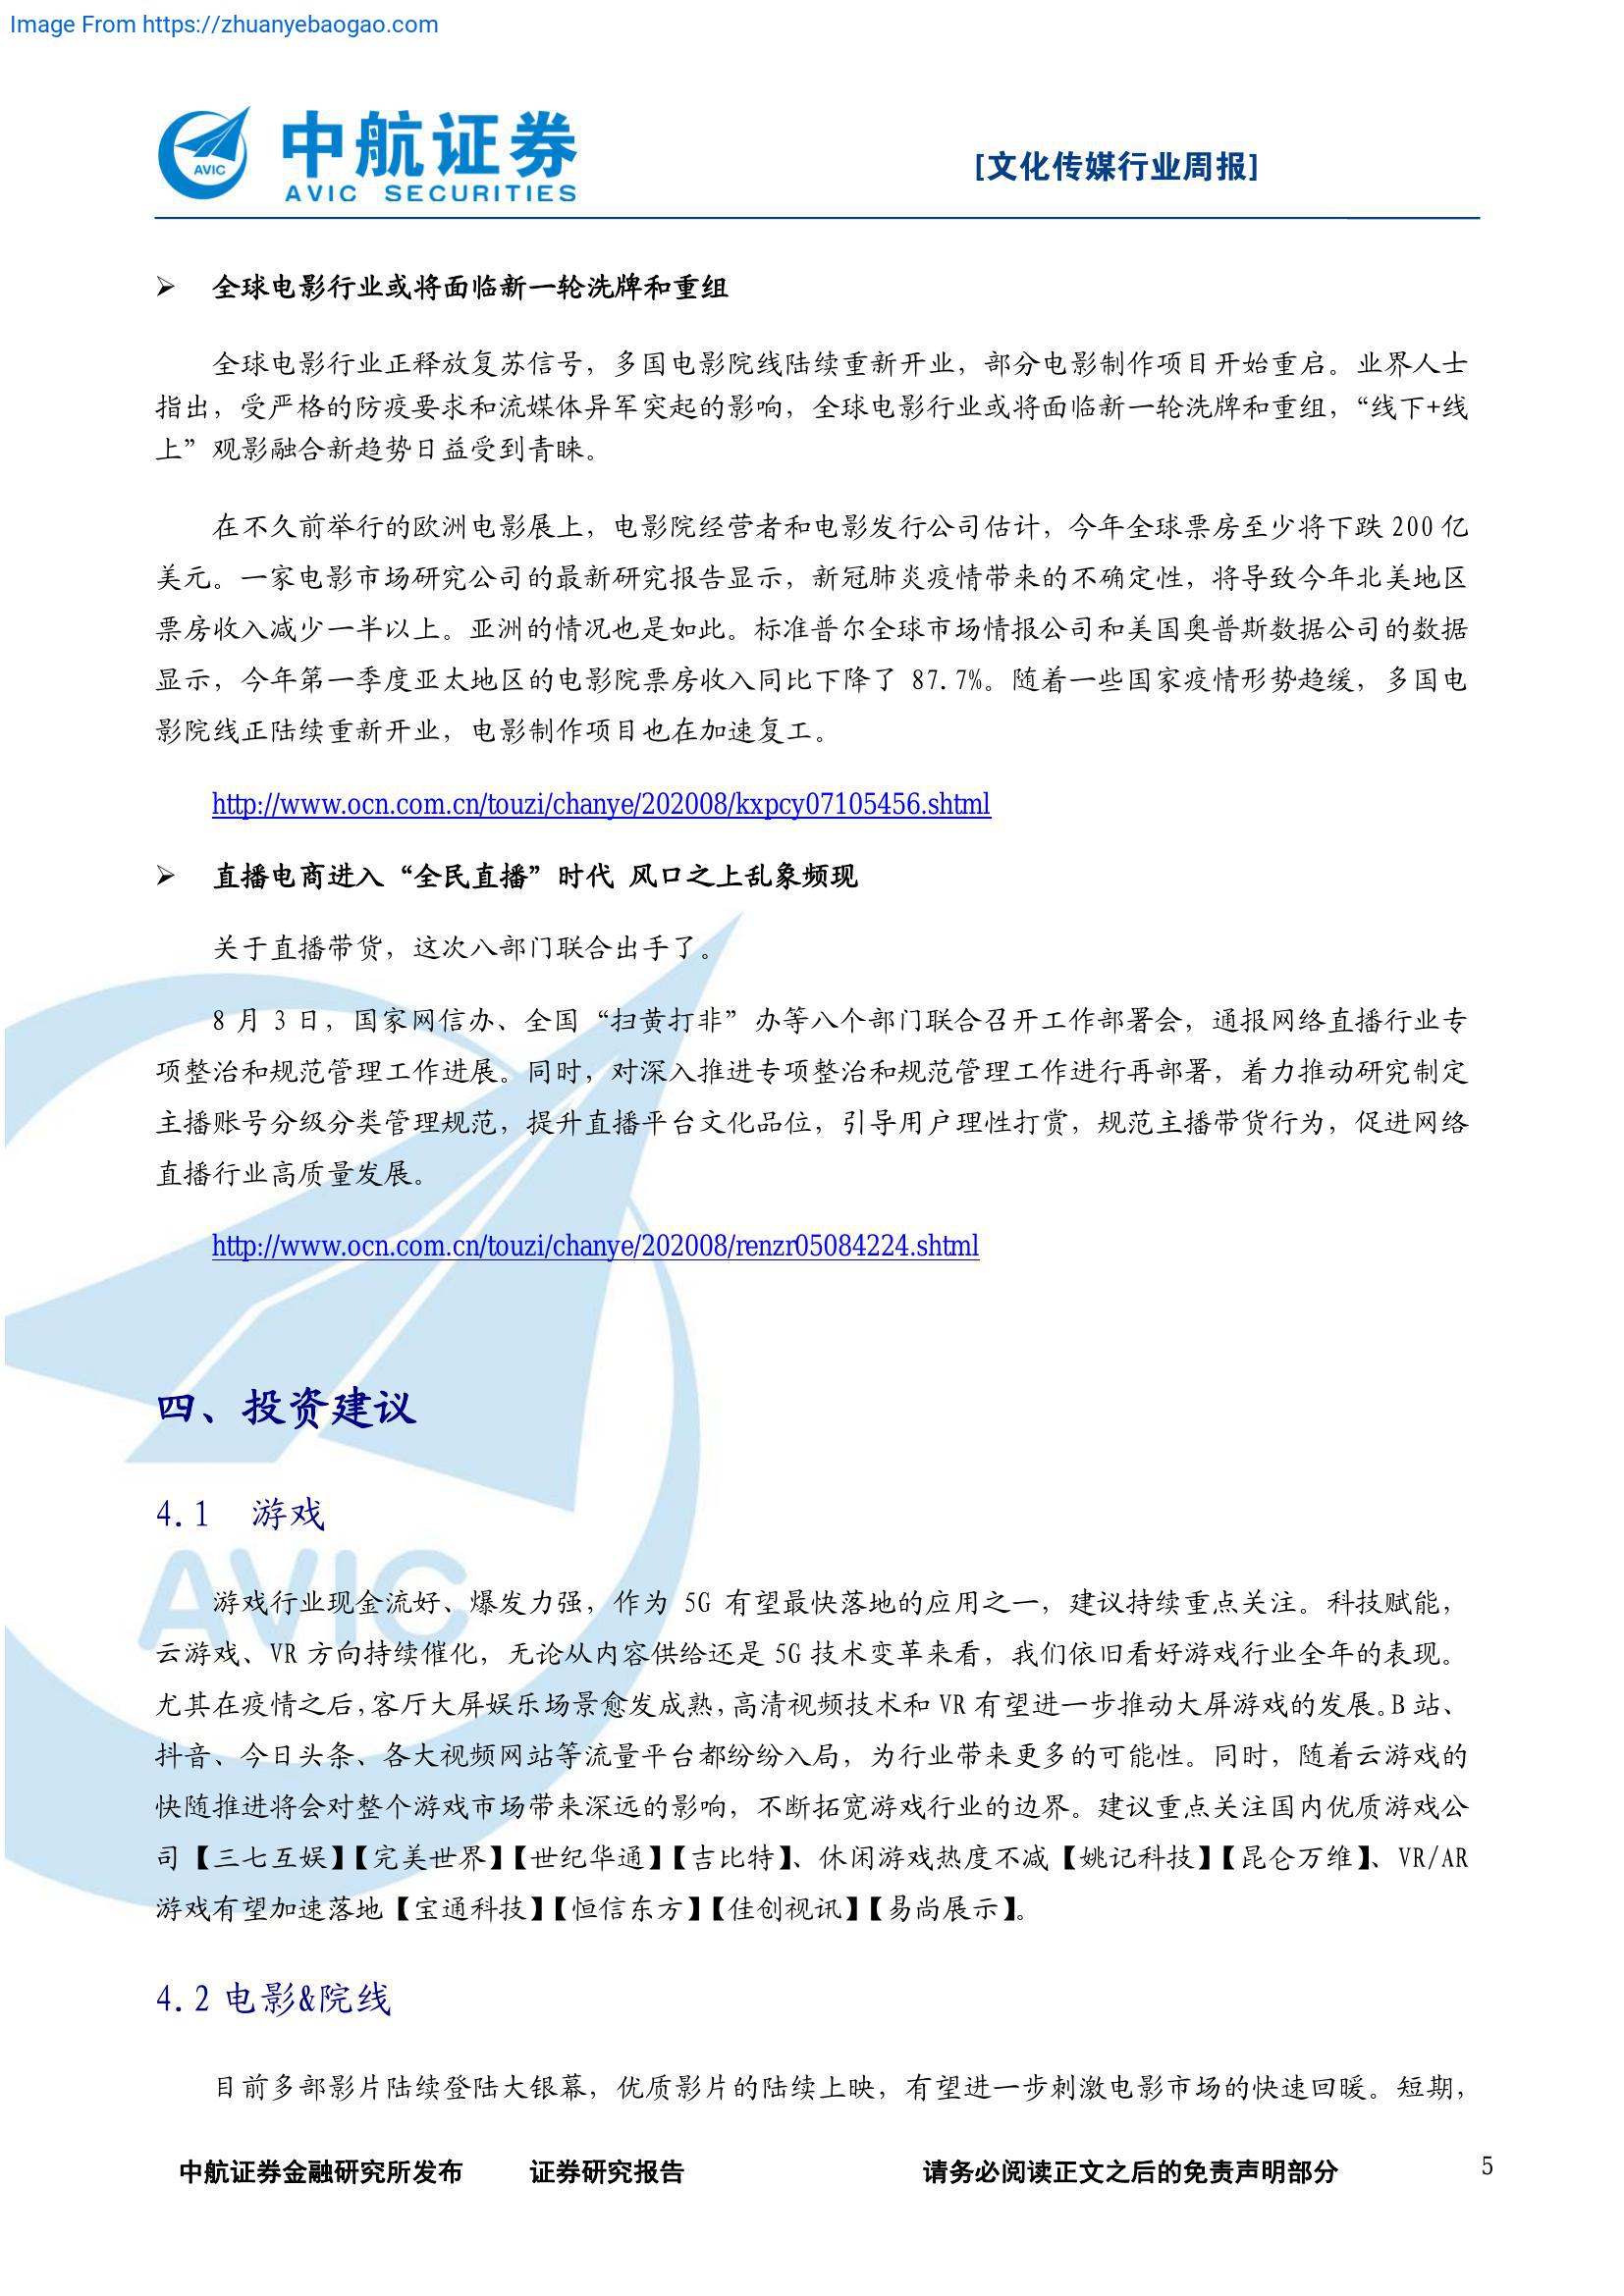 Image From https://zhuanyebaogao.com
中航证券
AVIC SECURITIES
AVIC
[文化传媒行业周报]
➢ 全球电影行业或将面临新一轮洗牌和重组
全球电影行业正释放复苏信号，多国电影院线陆续重新开业，部分电影制作项目开始重启。业界人士
指出，受严格的防疫要求和流媒体异军突起的影响，全球电影行业或将面临新一轮洗牌和重组，“线下+线
上”观影融合新趋势日益受到青睐。
在不久前举行的欧洲电影展上，电影院经营者和电影发行公司估计，今年全球票房至少将下跌 200 亿
美元。一家电影市场研究公司的最新研究报告显示，新冠肺炎疫情带来的不确定性，将导致今年北美地区
票房收入减少一半以上。亚洲的情况也是如此。标准普尔全球市场情报公司和美国奥普斯数据公司的数据
显示，今年第一季度亚太地区的电影院票房收入同比下降了 87.7%。随着一些国家疫情形势趋缓，多国电
影院线正陆续重新开业，电影制作项目也在加速复工。
http://www.ocn.com.cn/touzi/chanye/202008/kxpcy07105456.shtml
➢ 直播电商进入“全民直播”时代 风口之上乱象频现
关于直播带货，这次八部门联合出手了。
8 月 3 日，国家网信办、全国“扫黄打非”办等八个部门联合召开工作部署会，通报网络直播行业专
项整治和规范管理工作进展。同时，对深入推进专项整治和规范管理工作进行再部署，着力推动研究制定
主播账号分级分类管理规范，提升直播平台文化品位，引导用户理性打赏，规范主播带货行为，促进网络
直播行业高质量发展。
http://www.ocn.com.cn/touzi/chanye/202008/renzr05084224.shtml
四、投资建议
4.1 游戏
AVIC
游戏行业现金流好、爆发力强，作为 5G 有望最快落地的应用之一，建议持续重点关注。科技赋能，
云游戏、VR 方向持续催化，无论从内容供给还是 5G 技术变革来看，我们依旧看好游戏行业全年的表现。
尤其在疫情之后，客厅大屏娱乐场景愈发成熟，高清视频技术和 VR 有望进一步推动大屏游戏的发展。B 站、
抖音、今日头条、各大视频网站等流量平台都纷纷入局，为行业带来更多的可能性。同时，随着云游戏的
快随推进将会对整个游戏市场带来深远的影响，不断拓宽游戏行业的边界。建议重点关注国内优质游戏公
司【三七互娱】【完美世界】【世纪华通】【吉比特】、休闲游戏热度不减【姚记科技】【昆仑万维】、VR/AR
游戏有望加速落地【宝通科技】【恒信东方】【佳创视讯】【易尚展示】。
4.2 电影&院线
目前多部影片陆续登陆大银幕，优质影片的陆续上映，有望进一步刺激电影市场的快速回暖。短期，
中航证券金融研究所发布 证券研究报告 请务必阅读正文之后的免责声明部分 5